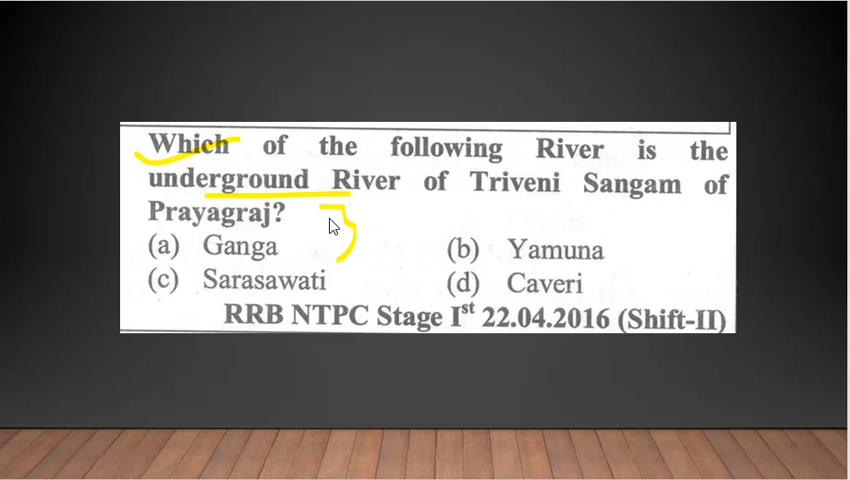 Which of the following River is the
underground River of Triveni Sangam of
Prayagraj?
(a) Ganga (b) Yamuna
(c) Sarasawati (d) Caveri
RRB NTPC Stage Ist 22.04.2016 (Shift-II)